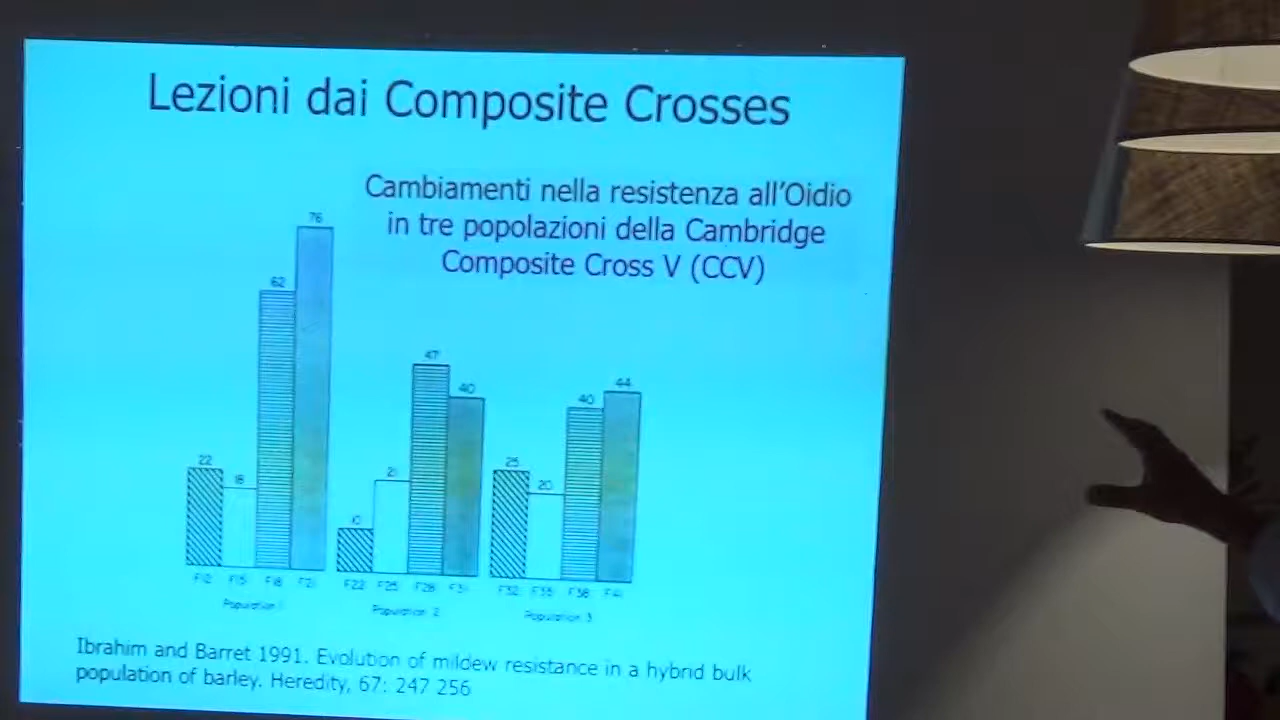 Lezioni dai Composite Crosses
Cambiamenti nella resistenza all'Oidio
in tre popolazioni della Cambridge
Composite Cross V (CCV)
76
62
47
40
44
40
22
18
21
10
25
20
F12 F15 F18 F21 F22 F25 F28 F31 F32 F35 F38 F41
Population 1 Population 2 Population 3
Ibrahim and Barret 1991. Evolution of mildew resistance in a hybrid bulk
population of barley. Heredity, 67: 247 256